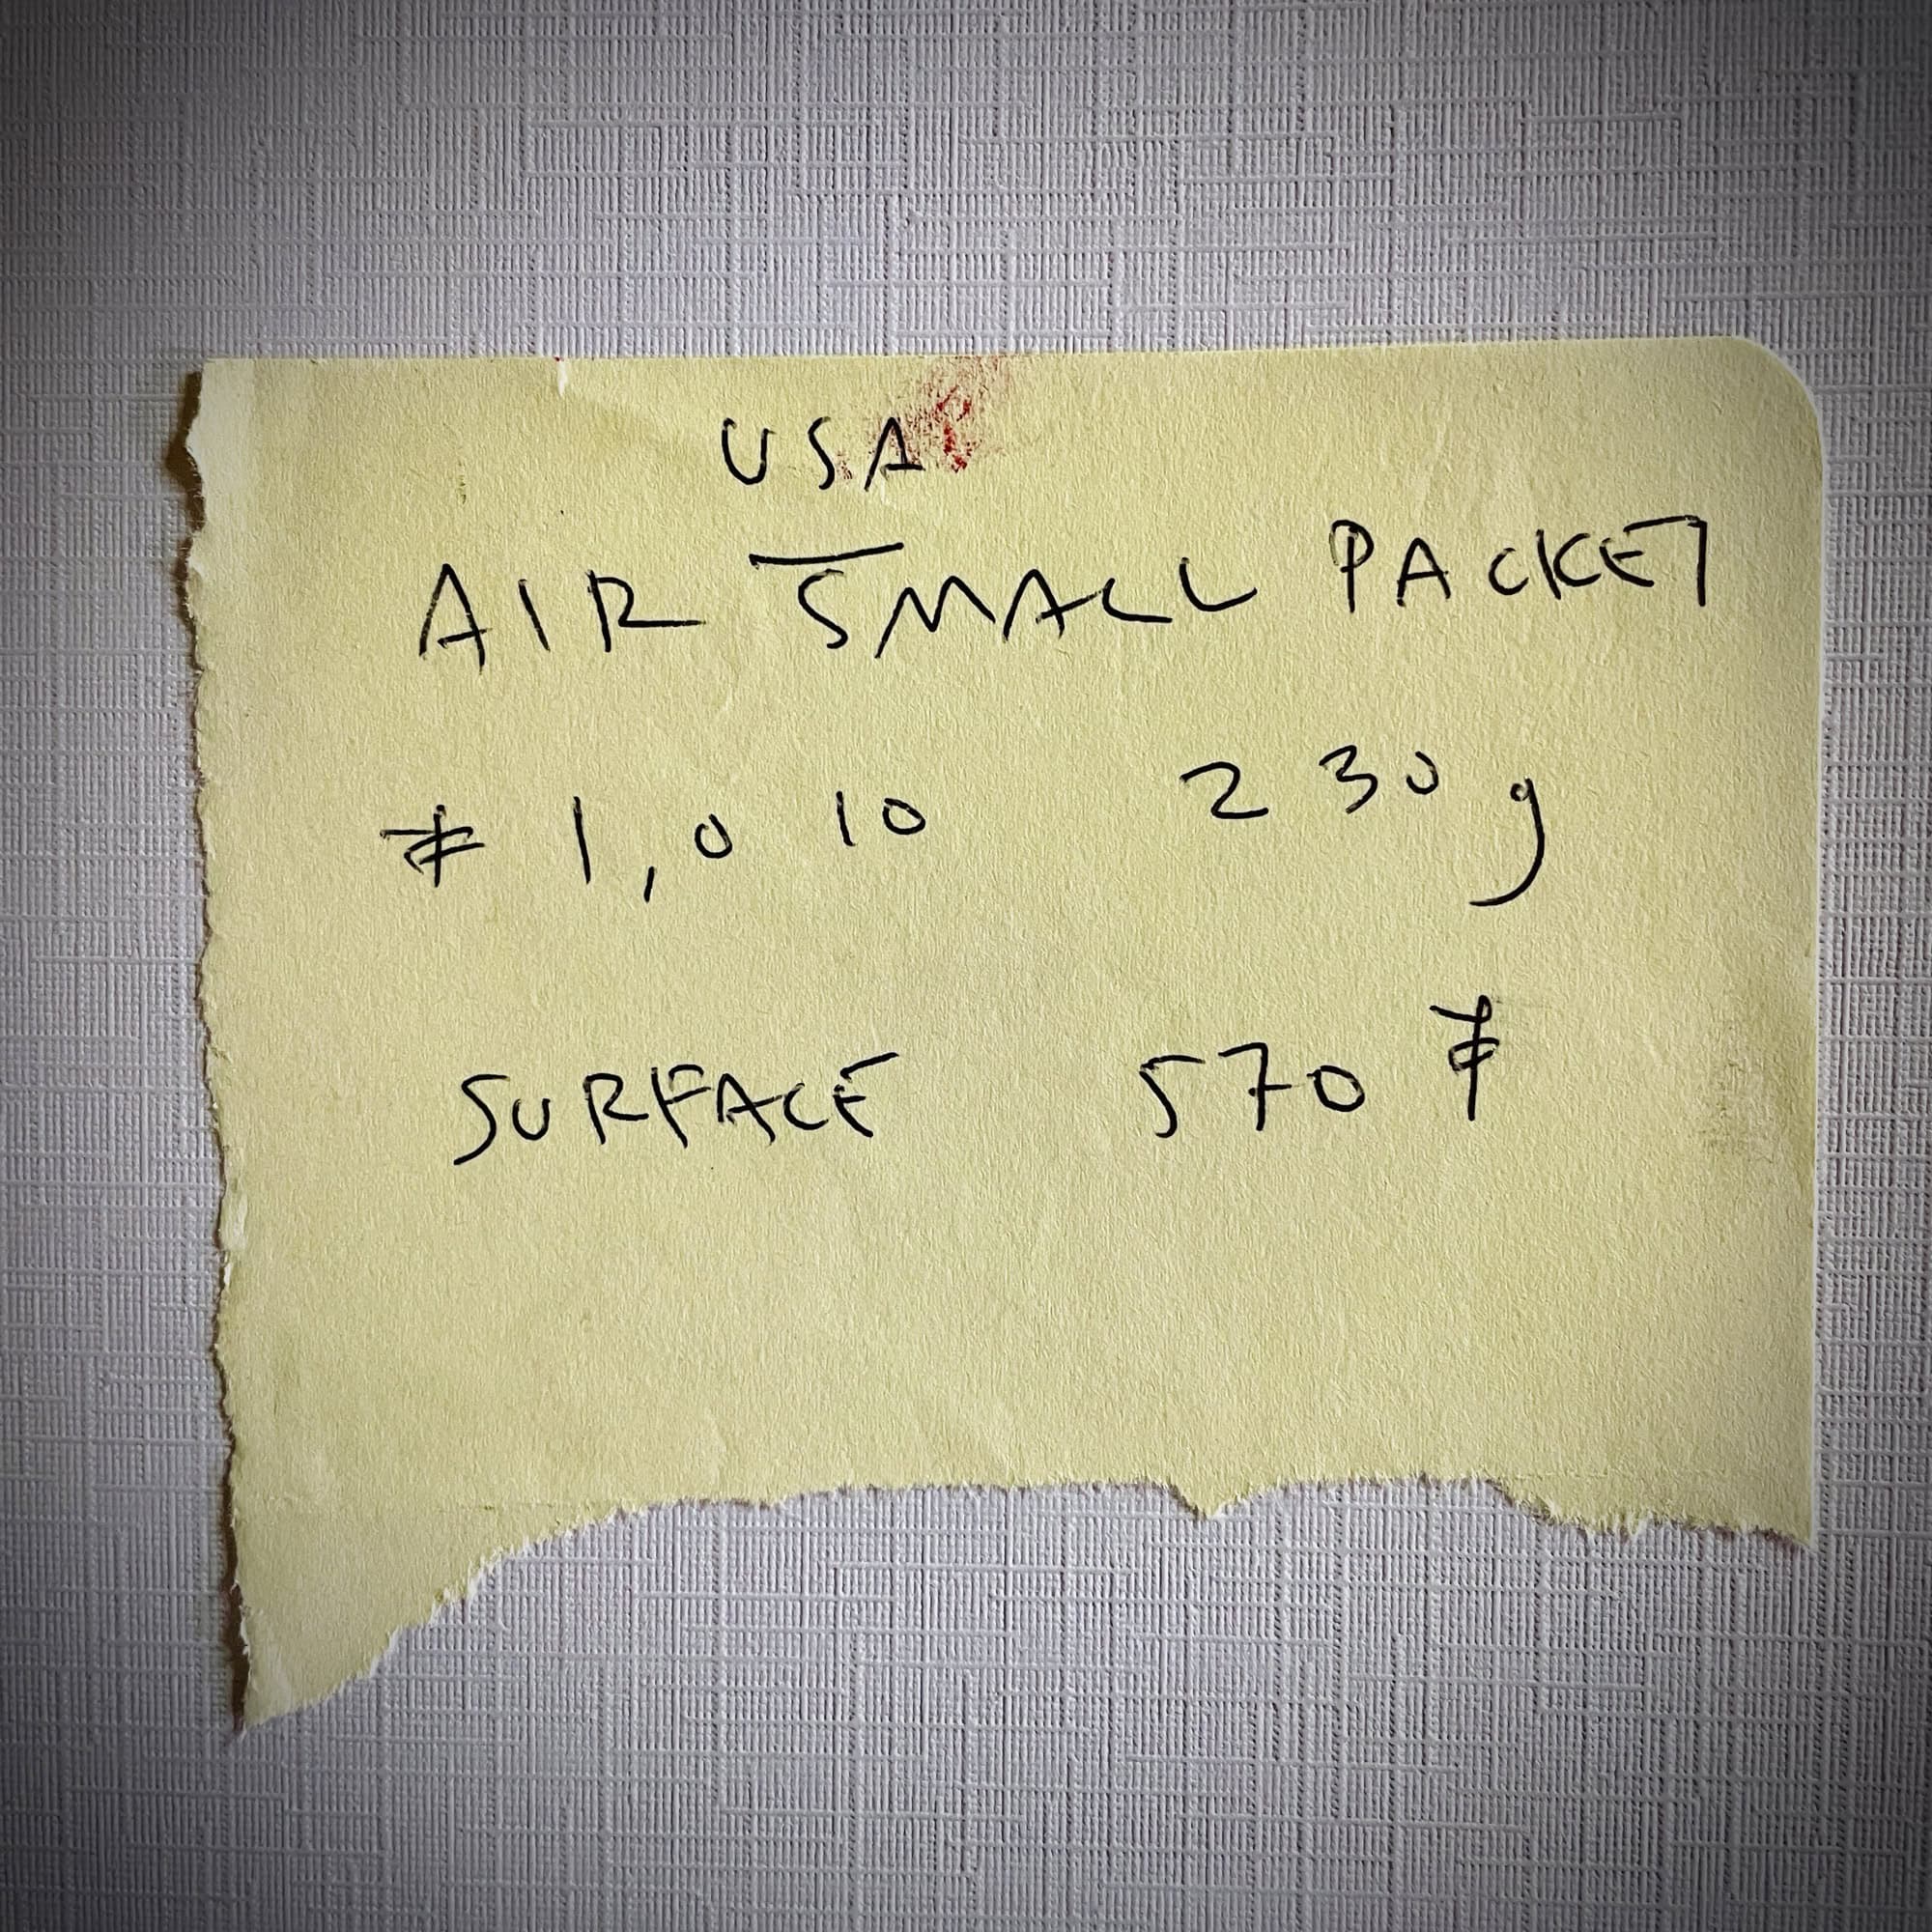 USA
AIR SMALL PACKET
¥ 1,010 230g
SURFACE 570 ¥